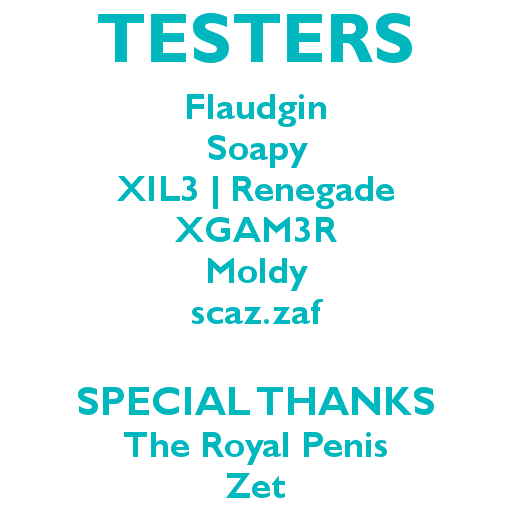 TESTERS
Flaudgin
Soapy
XIL3 | Renegade
XGAM3R
Moldy
scaz.zaf
SPECIAL THANKS
The Royal Penis
Zet